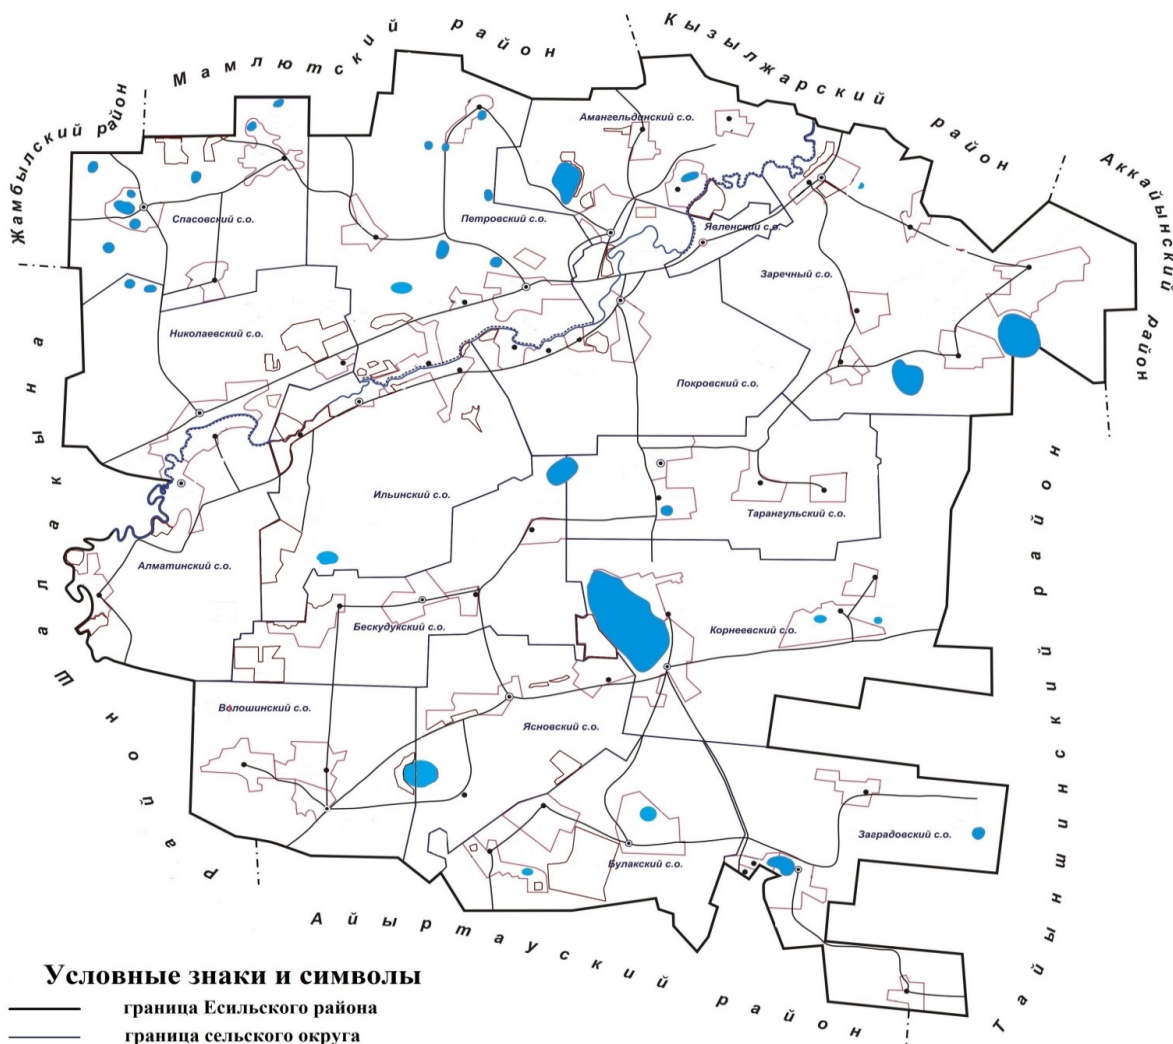 Мамлютский район
Кызылжарский район
Жамбылский район
Аккайынский район
Амангельдинский с.о.
Спасовский с.о.
Петровский с.о.
Явленский с.о.
Заречный с.о.
Николаевский с.о.
Покровский с.о.
Ильинский с.о.
Тарангульский с.о.
Алматинский с.о.
Бескудукский с.о.
Корнеевский с.о.
Волошинский с.о.
Ясновский с.о.
Заградовский с.о.
Булакский с.о.
Район Шалакына
Айыртауский район
Тайыншинский район
Условные знаки и символы
граница Есильского района
граница сельского округа